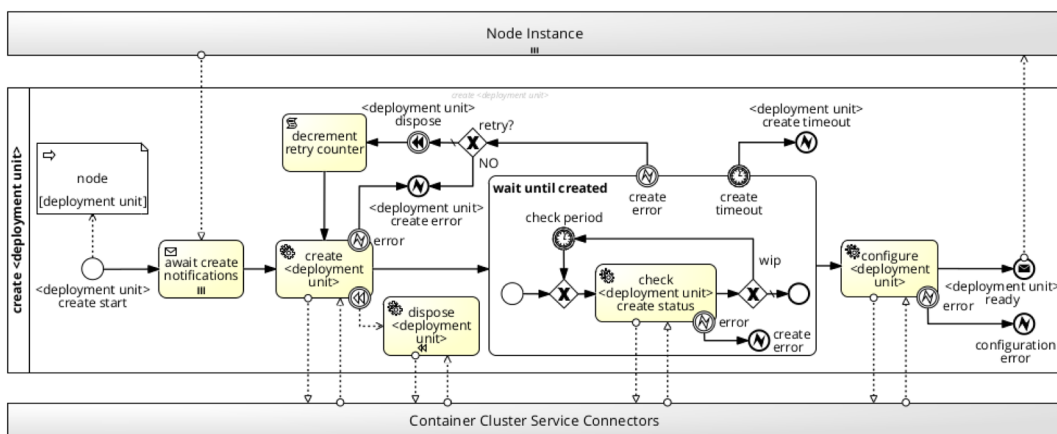 Node Instance
create <deployment unit>
create <deployment unit>
node
[deployment unit]
<deployment unit>
create start
await create
notifications
decrement
retry counter
<deployment unit>
dispose
retry?
NO
<deployment unit>
create error
create
<deployment
unit>
error
dispose
<deployment
unit>
wait until created
create
error
create
timeout
<deployment unit>
create timeout
check period
check
<deployment unit>
create status
wip
error
create
error
configure
<deployment
unit>
<deployment unit>
ready
error
configuration
error
Container Cluster Service Connectors